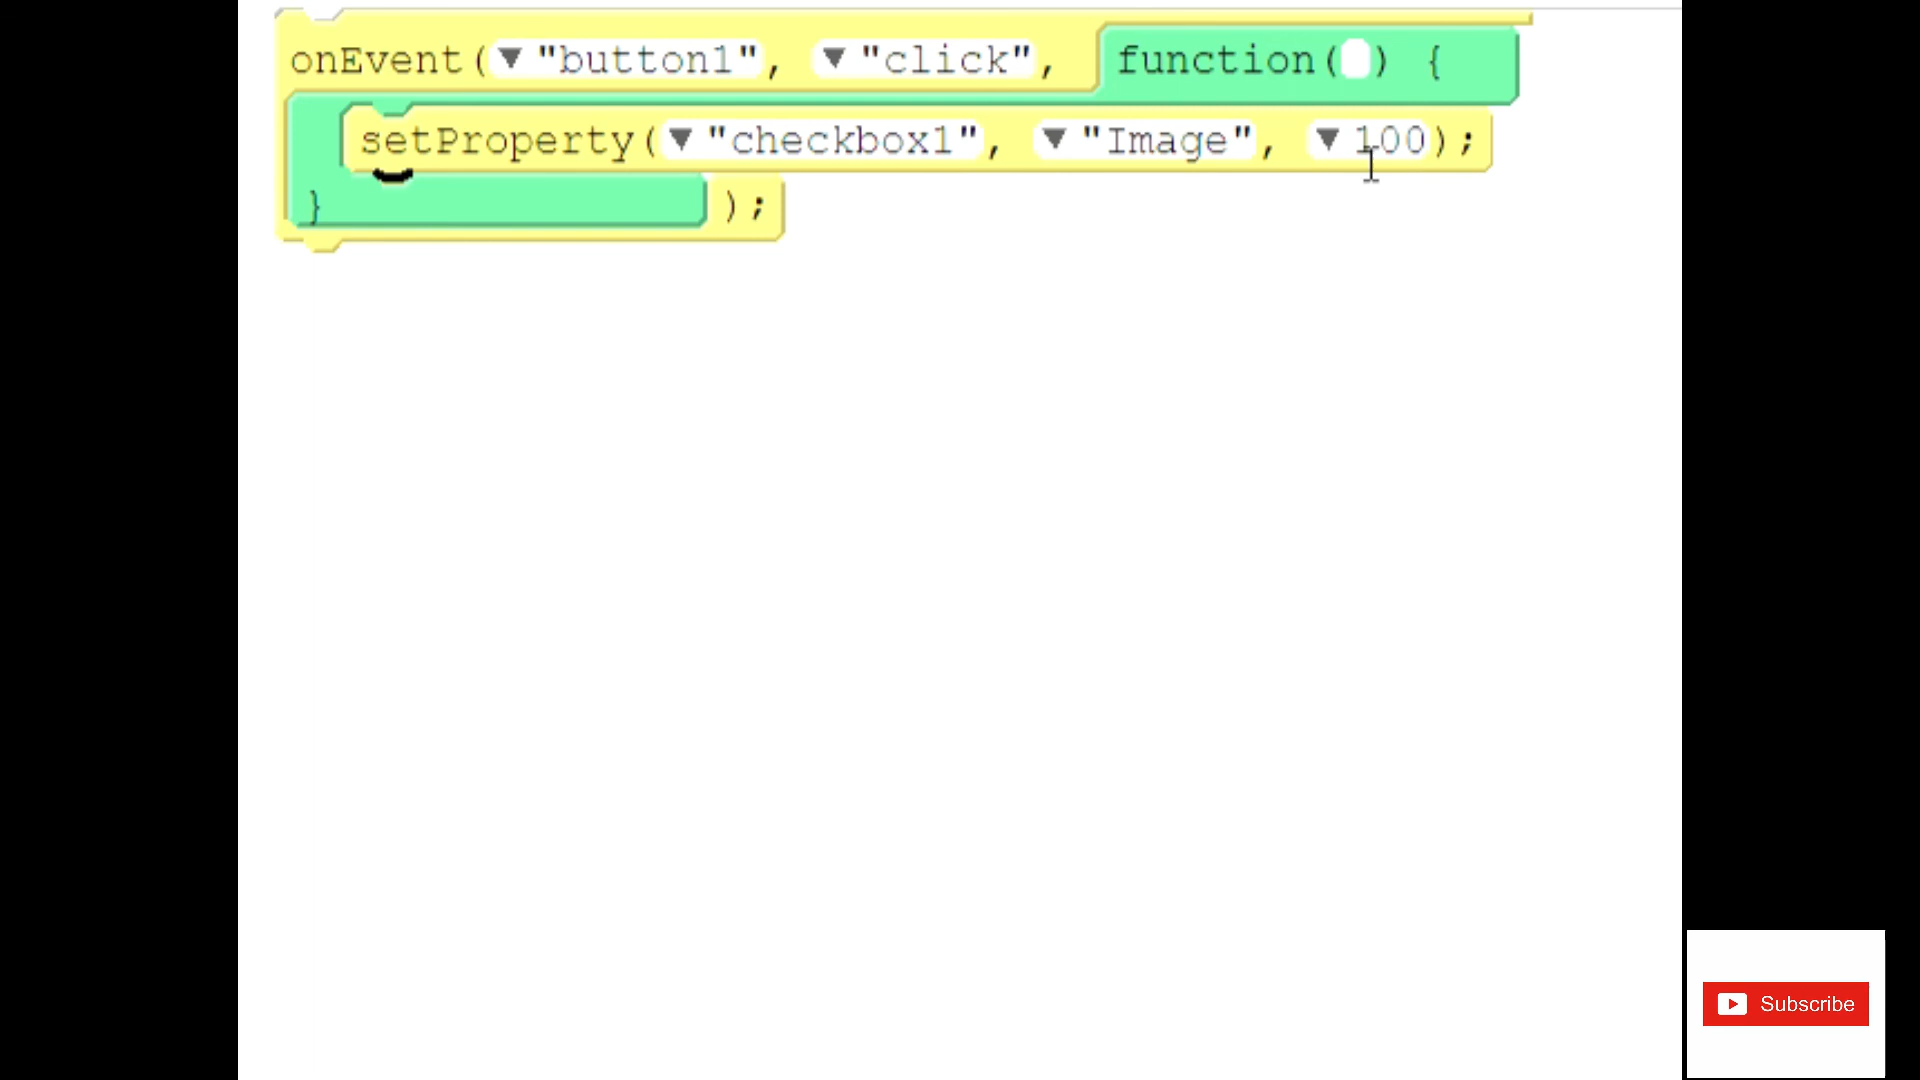 onEvent(▼ "button1", ▼ "click", function( ) {
setProperty(▼ "checkbox1", ▼ "Image", ▼ 100);
} );
Subscribe